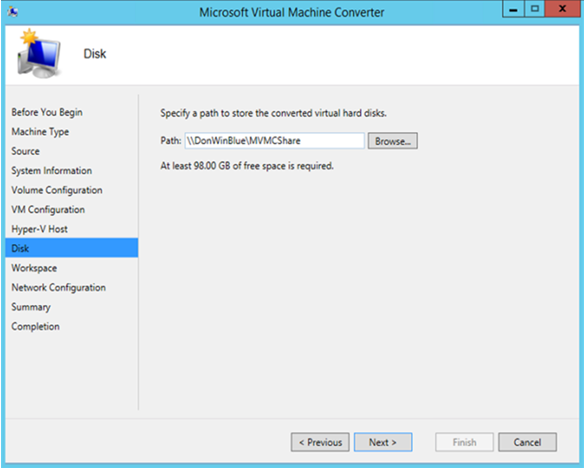 Microsoft Virtual Machine Converter
Disk
Before You Begin
Machine Type
Source
System Information
Volume Configuration
VM Configuration
Hyper-V Host
Disk
Workspace
Network Configuration
Summary
Completion
Specify a path to store the converted virtual hard disks.
Path: \\DonWinBlue\MVMCShare Browse...
At least 98.00 GB of free space is required.
< Previous Next > Finish Cancel